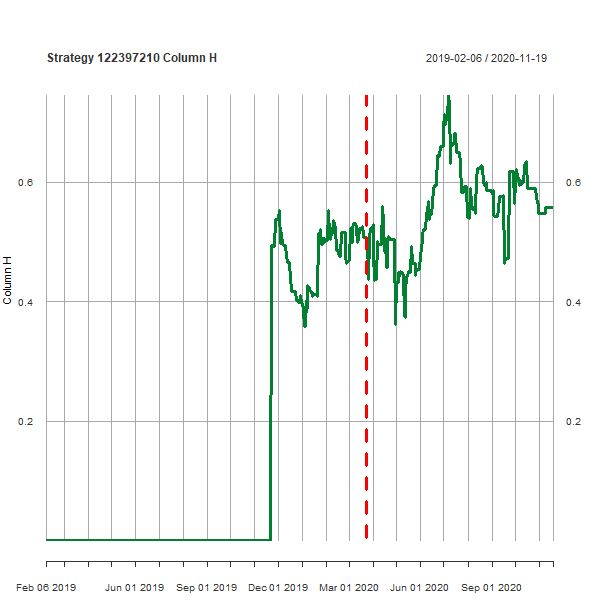 Strategy 122397210 Column H
2019-02-06 / 2020-11-19
0.6
0.6
0.4
0.4
0.2
0.2
Column H
Feb 06 2019
Jun 01 2019
Sep 01 2019
Dec 01 2019
Mar 01 2020
Jun 01 2020
Sep 01 2020